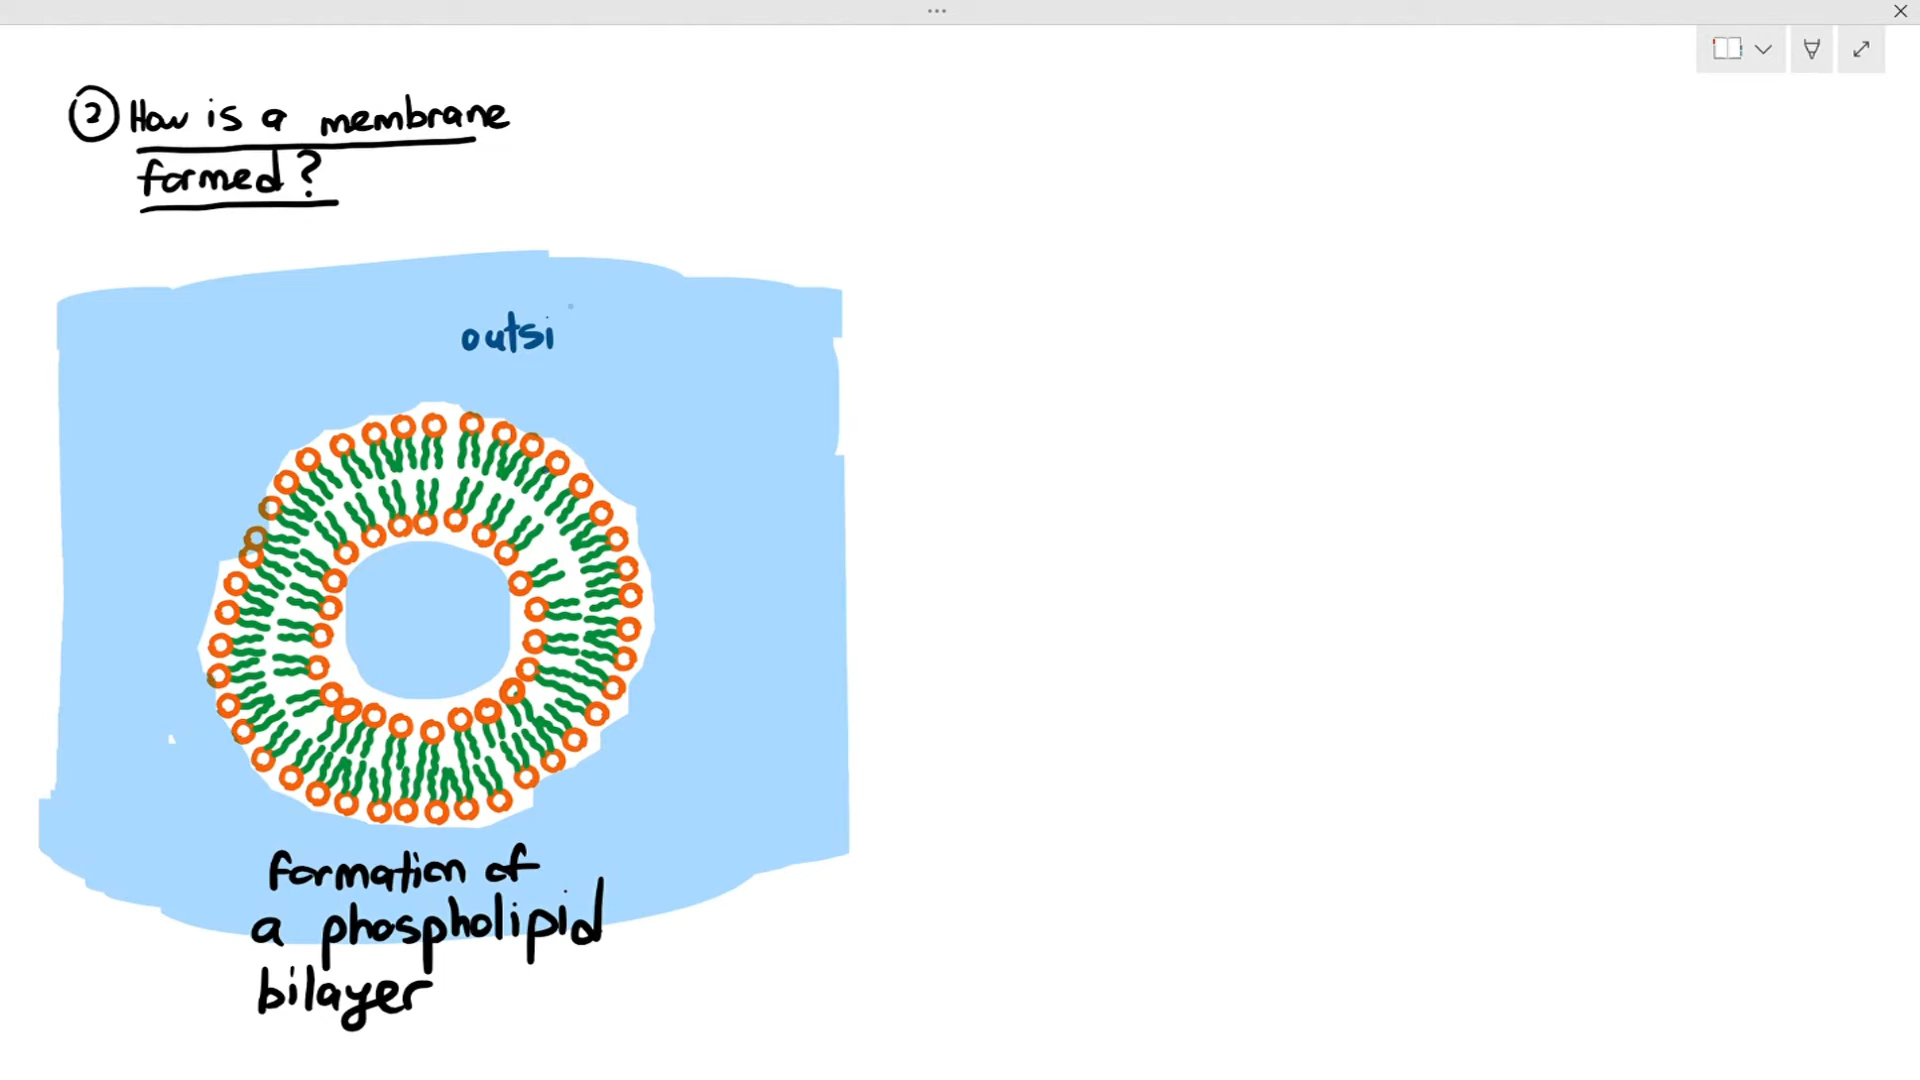 ② How is a membrane
formed?
outsi
formation of
a phospholipid
bilayer